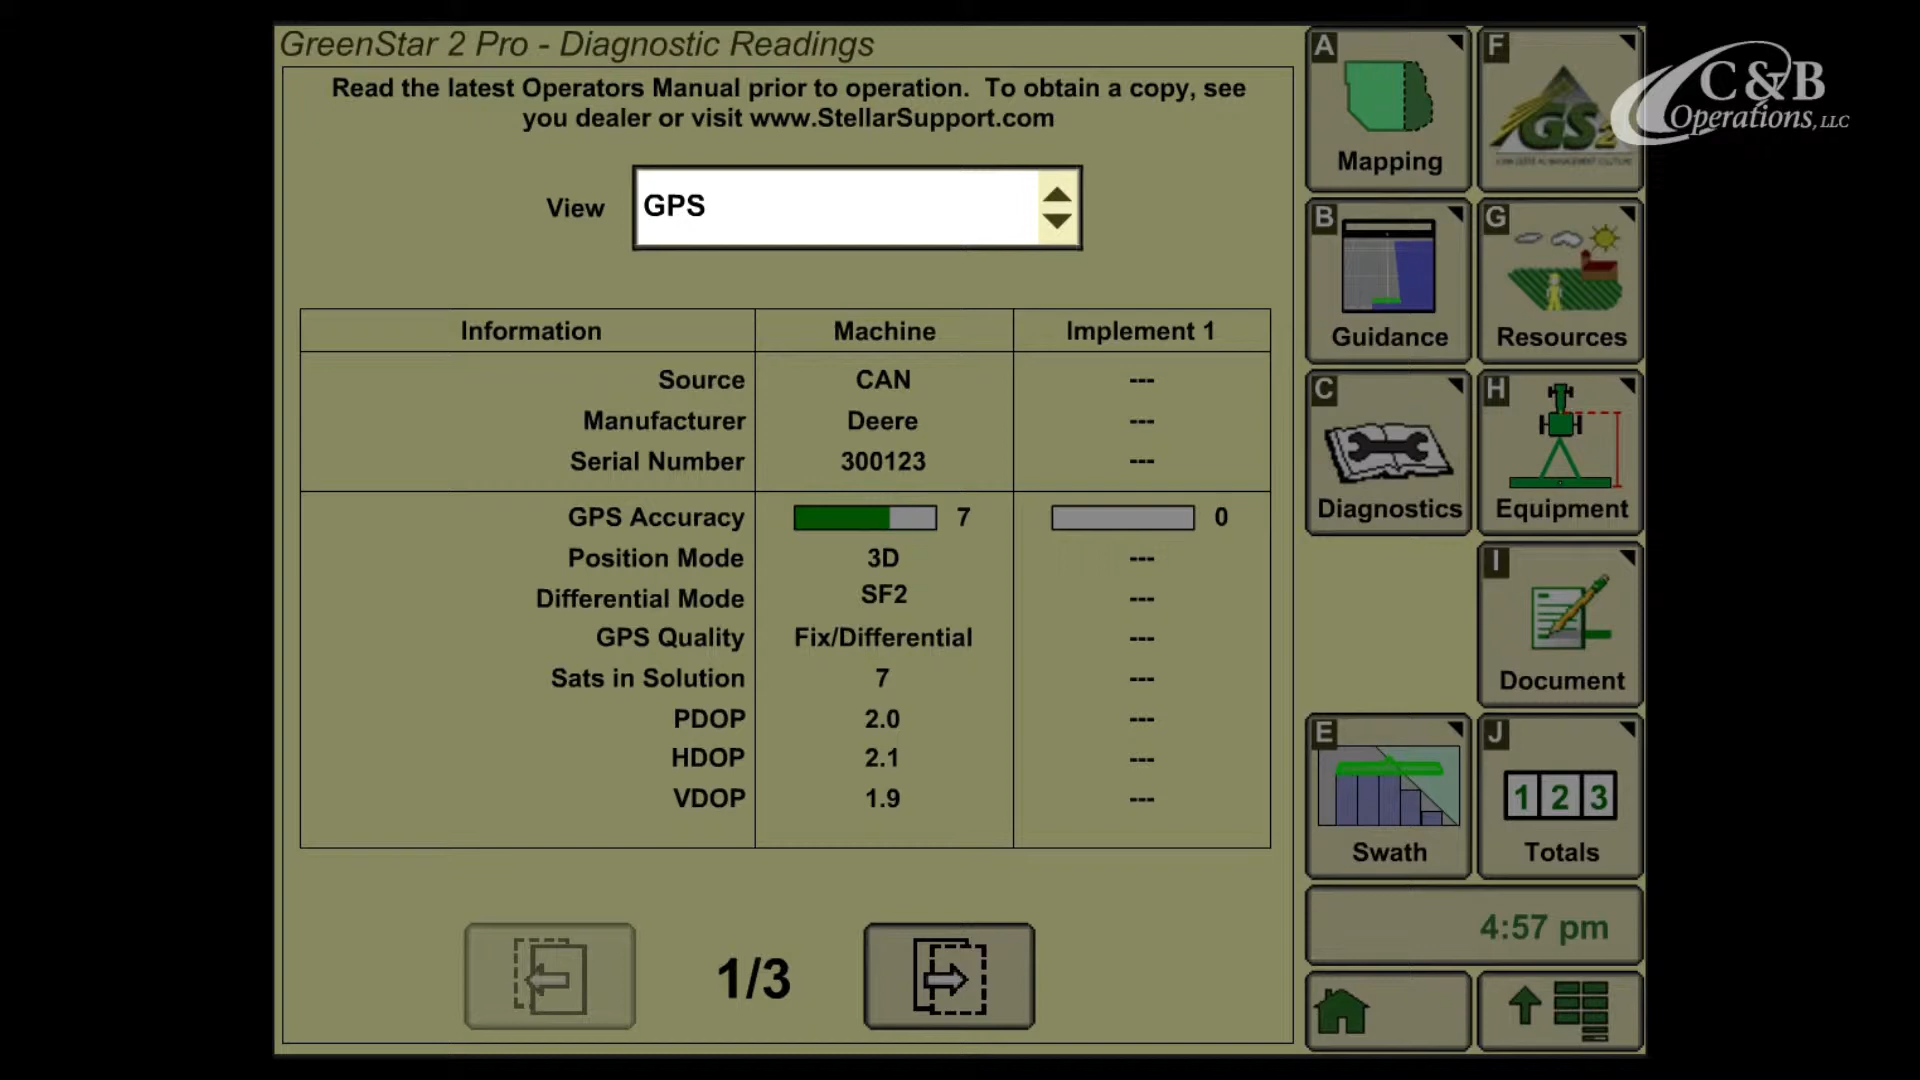 GreenStar 2 Pro - Diagnostic Readings
Read the latest Operators Manual prior to operation. To obtain a copy, see
you dealer or visit www.StellarSupport.com
View GPS
Information Machine Implement 1
Source CAN ---
Manufacturer Deere ---
Serial Number 300123 ---
GPS Accuracy 7 0
Position Mode 3D ---
Differential Mode SF2 ---
GPS Quality Fix/Differential ---
Sats in Solution 7 ---
PDOP 2.0 ---
HDOP 2.1 ---
VDOP 1.9 ---
1/3
A
Mapping
F
GS2
B
Guidance
G
Resources
C
Diagnostics
H
Equipment
I
Document
E
Swath
J
1 2 3
Totals
4:57 pm
C&B
Operations, LLC